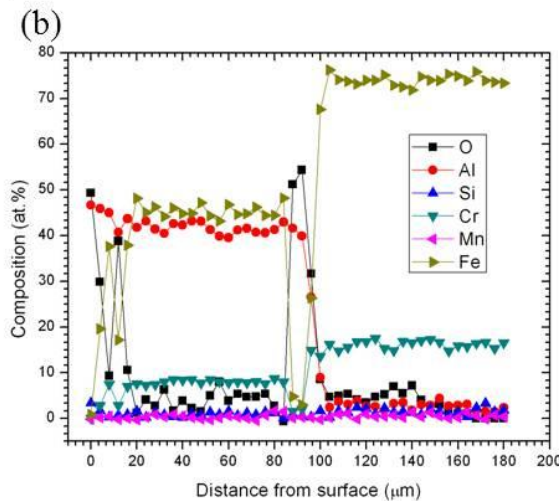 (b)
80
70
60
50
40
30
20
10
0
Composition (at.%)
O
Al
Si
Cr
Mn
Fe
0 20 40 60 80 100 120 140 160 180 200
Distance from surface (μm)